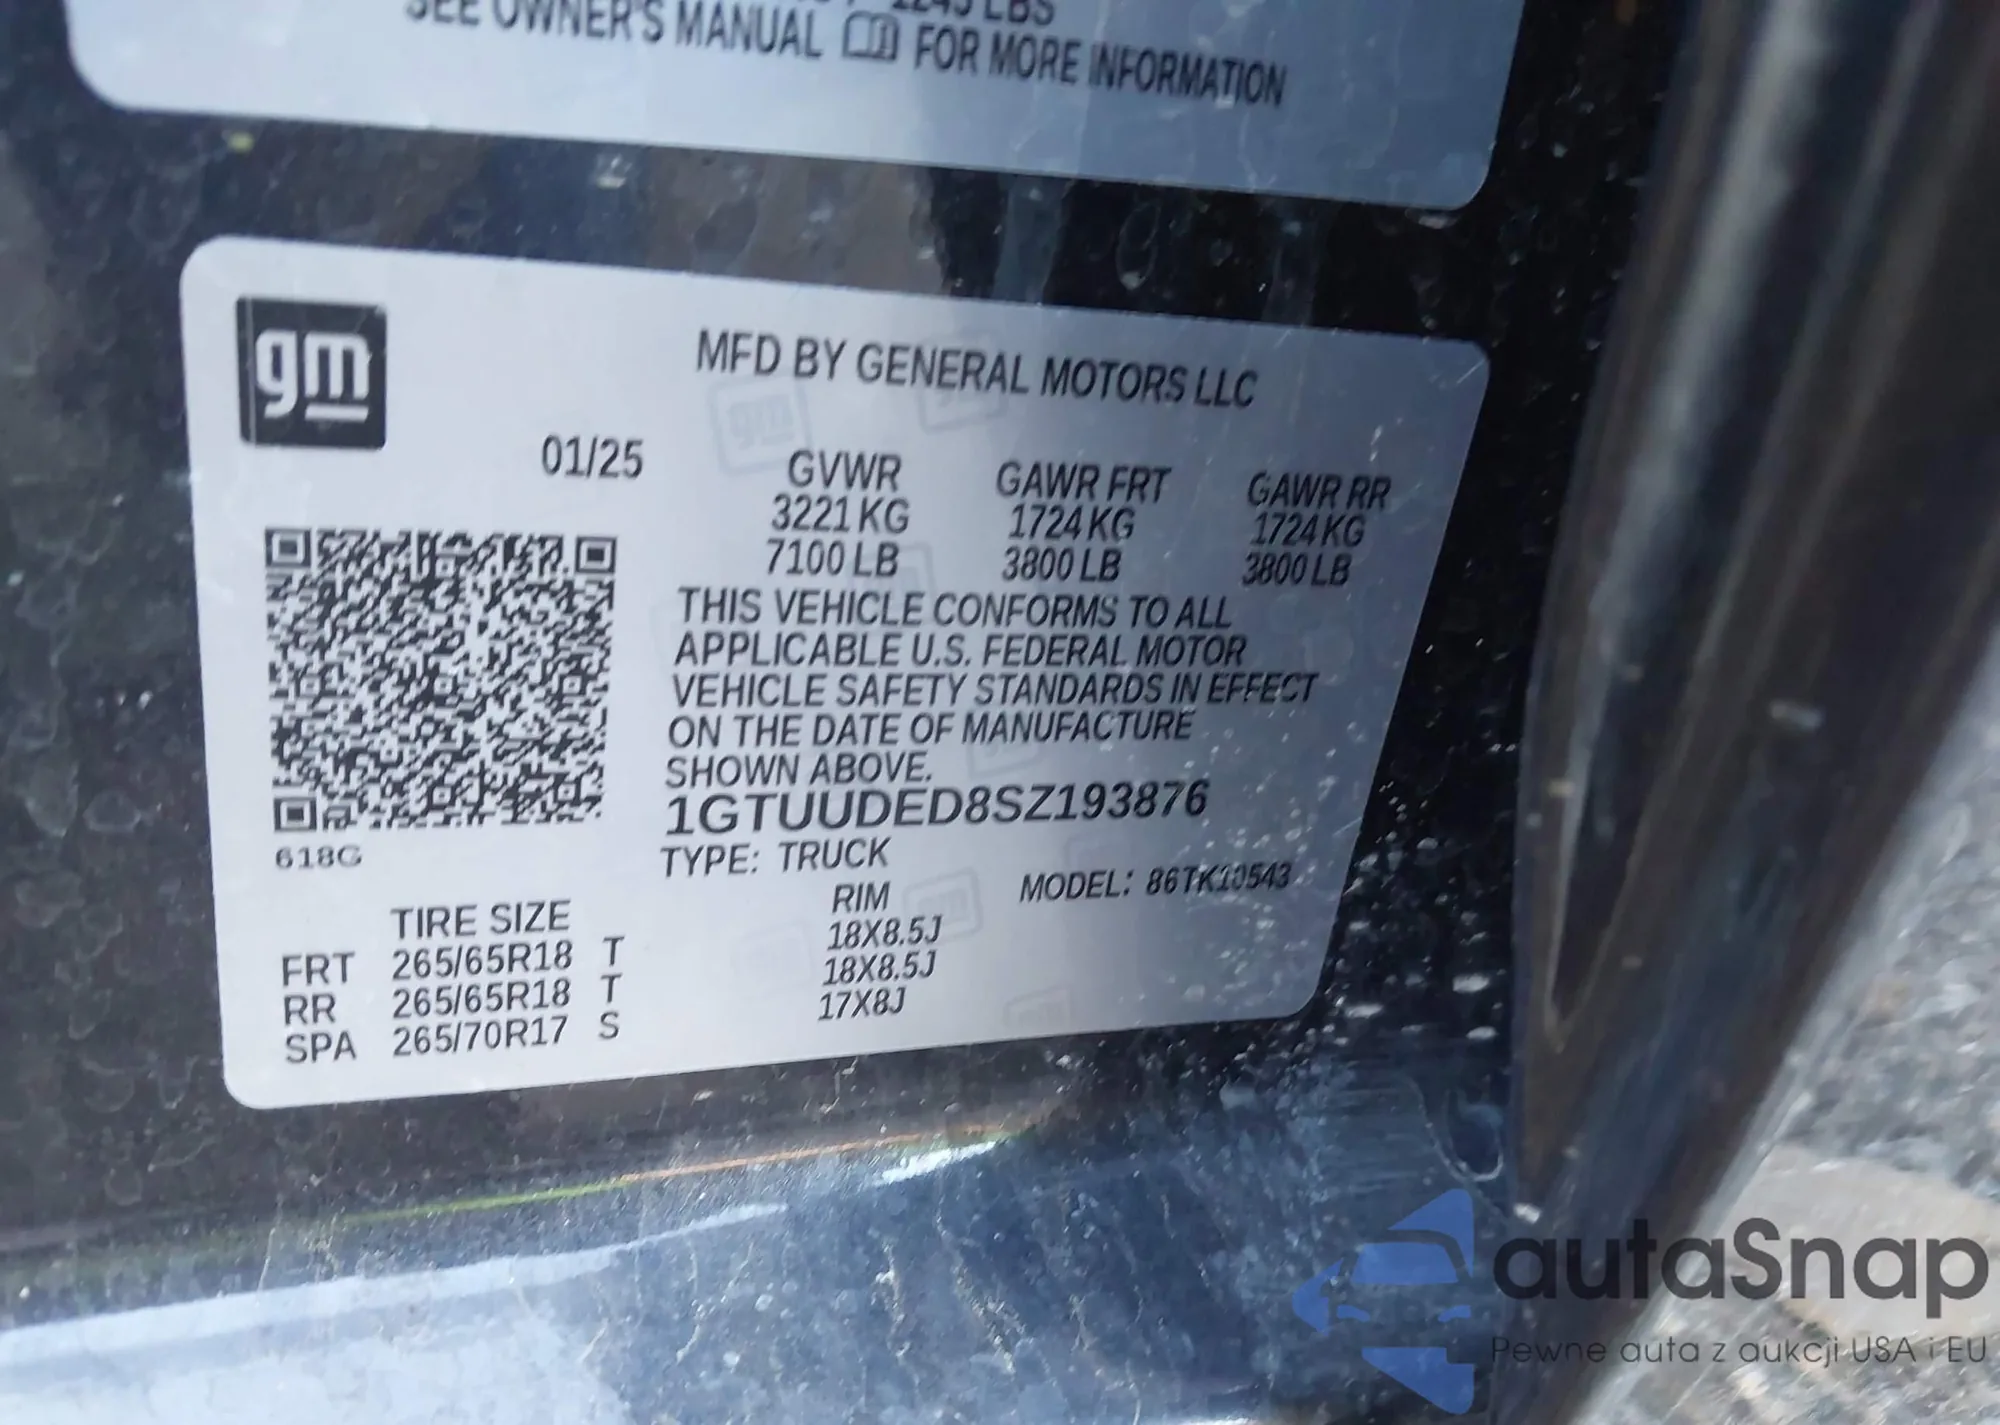 SEE OWNER'S MANUAL FOR MORE INFORMATION
gm
MFD BY GENERAL MOTORS LLC
01/25
GVWR GAWR FRT GAWR RR
3221 KG 1724 KG 1724 KG
7100 LB 3800 LB 3800 LB
THIS VEHICLE CONFORMS TO ALL
APPLICABLE U.S. FEDERAL MOTOR
VEHICLE SAFETY STANDARDS IN EFFECT
ON THE DATE OF MANUFACTURE
SHOWN ABOVE.
1GTUUDED8SZ193876
618G
TYPE: TRUCK
MODEL: 86TK10543
TIRE SIZE RIM
FRT 265/65R18 T 18X8.5J
RR 265/65R18 T 18X8.5J
SPA 265/70R17 S 17X8J
autaSnap
Pewne auta z aukcji USA i EU